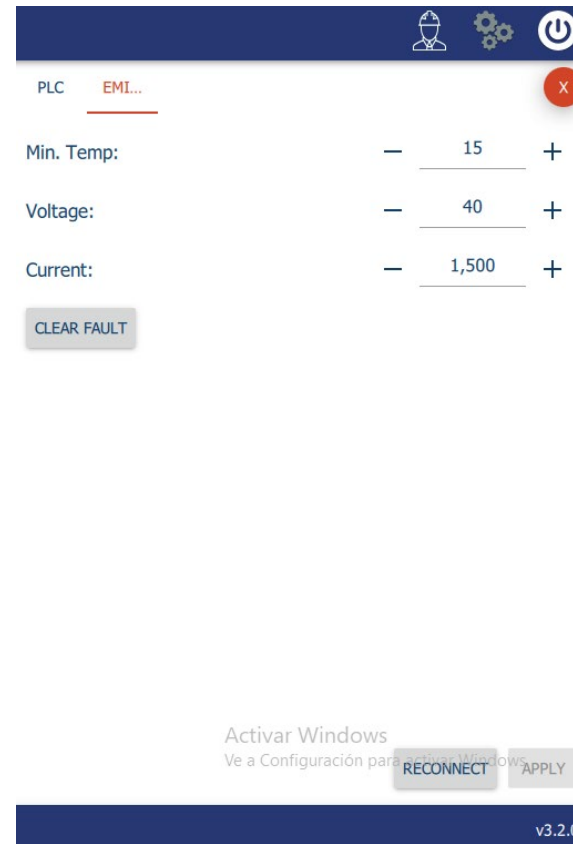 PLC EMI...
X
Min. Temp: — 15 +
Voltage: — 40 +
Current: — 1,500 +
CLEAR FAULT
Activar Windows
Ve a Configuración para activar Windows.
RECONNECT APPLY
v3.2.0